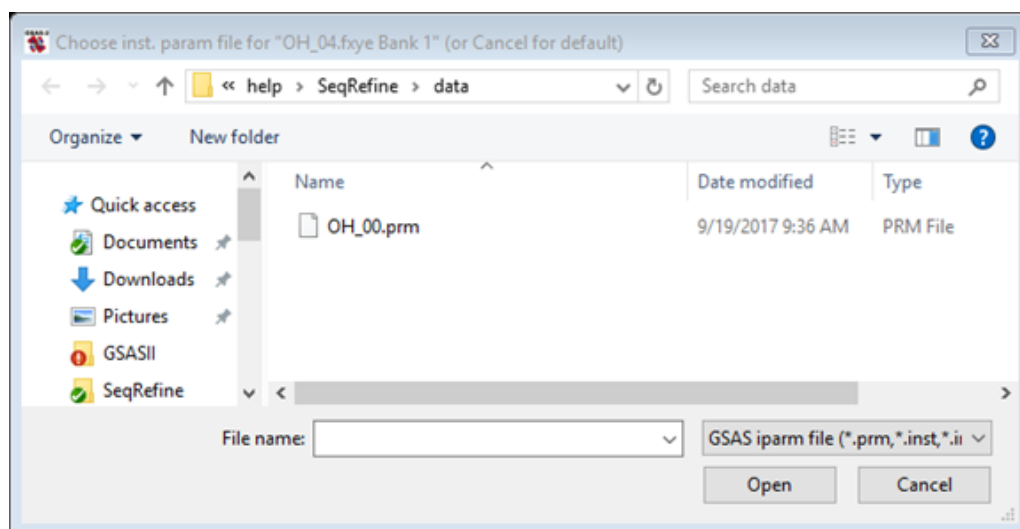 Choose inst. param file for "OH_04.fxye Bank 1" (or Cancel for default)
« help > SeqRefine > data
Search data
Organize
New folder
Name
Date modified
Type
Quick access
OH_00.prm
9/19/2017 9:36 AM
PRM File
Documents
Downloads
Pictures
GSASII
SeqRefine
File name:
GSAS iparm file (*.prm,*.inst,*.i
Open
Cancel